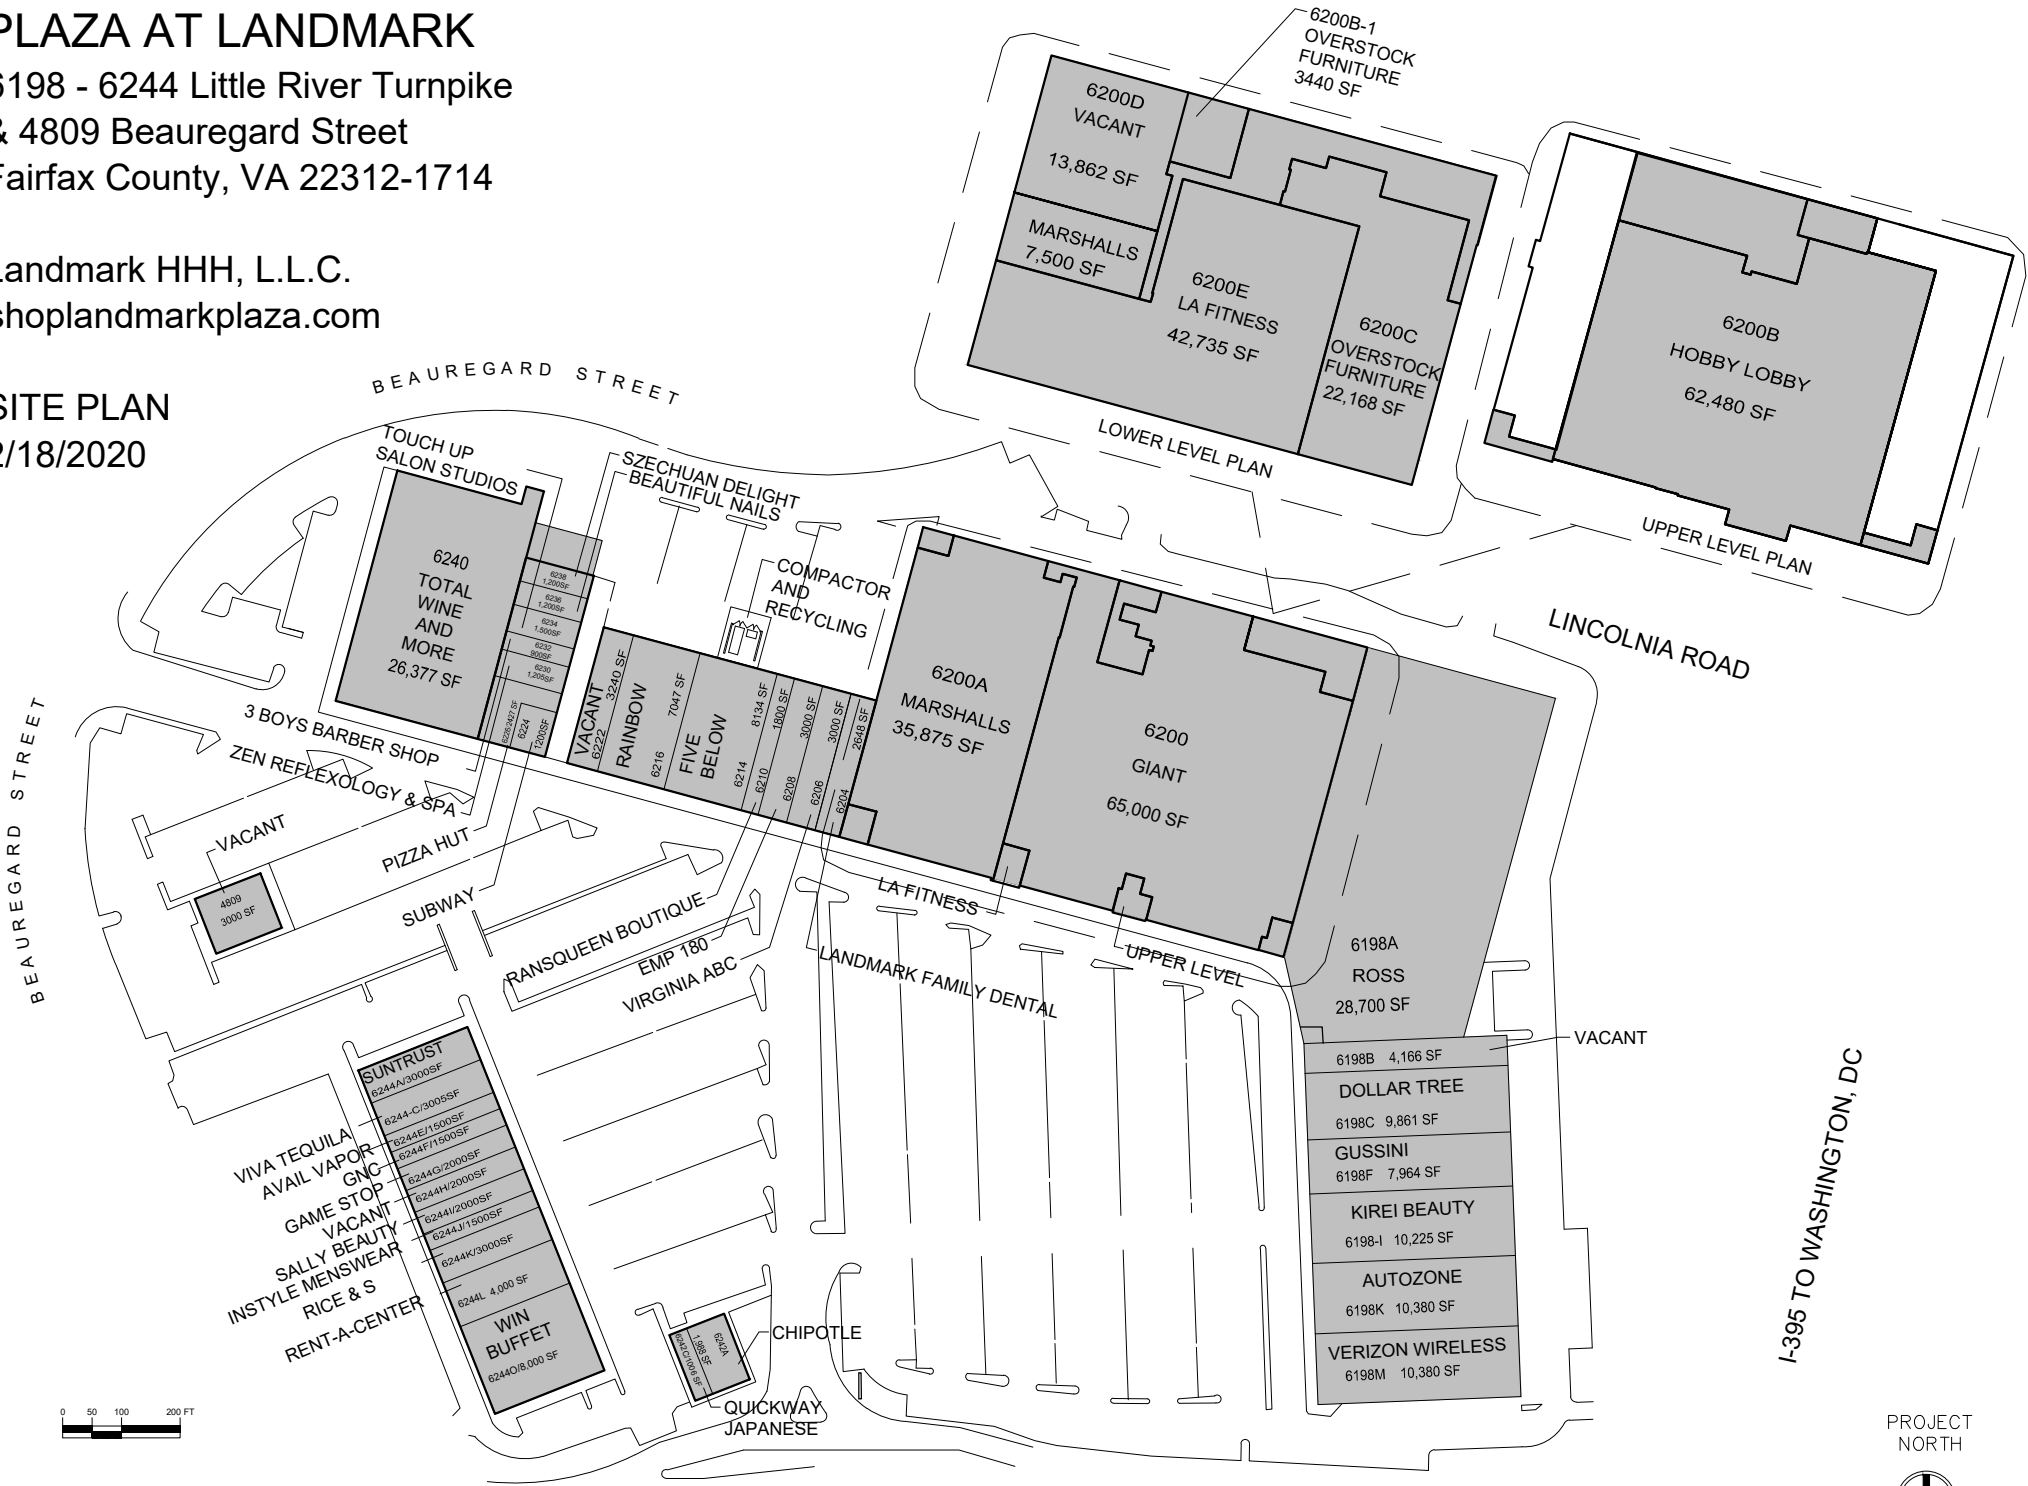 PLAZA AT LANDMARK
6198 - 6244 Little River Turnpike
& 4809 Beauregard Street
Fairfax County, VA 22312-1714
Landmark HHH, L.L.C.
shoplandmarkplaza.com
SITE PLAN
2/18/2020
6200B-1
OVERSTOCK
FURNITURE
3440 SF
6200D
VACANT
13,862 SF
MARSHALLS
7,500 SF
6200E
LA FITNESS
42,735 SF
6200C
OVERSTOCK
FURNITURE
22,168 SF
LOWER LEVEL PLAN
6200B
HOBBY LOBBY
62,480 SF
UPPER LEVEL PLAN
LINCOLNIA ROAD
BEAUREGARD STREET
TOUCH UP
SALON STUDIOS
SZECHUAN DELIGHT
BEAUTIFUL NAILS
COMPACTOR
AND
RECYCLING
6240
TOTAL
WINE
AND
MORE
26,377 SF
6238
1,200SF
6236
1,200SF
6234
1,500SF
6232
900SF
6230
1,205SF
6226/2427 SF
6224
1200SF
VACANT
6222
3240 SF
RAINBOW
6216
7047 SF
FIVE
BELOW
6214
8134 SF
6210
1800 SF
6208
3000 SF
6206
3000 SF
6204
2648 SF
6200A
MARSHALLS
35,875 SF
6200
GIANT
65,000 SF
BEAUREGARD STREET
3 BOYS BARBER SHOP
ZEN REFLEXOLOGY & SPA
VACANT
4809
3000 SF
PIZZA HUT
SUBWAY
RANSQUEEN BOUTIQUE
EMP 180
VIRGINIA ABC
LA FITNESS
LANDMARK FAMILY DENTAL
UPPER LEVEL
6198A
ROSS
28,700 SF
VACANT
6198B 4,166 SF
DOLLAR TREE
6198C 9,861 SF
GUSSINI
6198F 7,964 SF
KIREI BEAUTY
6198-I 10,225 SF
AUTOZONE
6198K 10,380 SF
VERIZON WIRELESS
6198M 10,380 SF
SUNTRUST
6244A/3000SF
6244-C/3005SF
6244E/1500SF
6244F/1500SF
6244G/2000SF
6244H/2000SF
6244I/2000SF
6244J/1500SF
6244K/3000SF
6244L 4,000 SF
WIN
BUFFET
6244O/8,000 SF
VIVA TEQUILA
AVAIL VAPOR
GNC
GAME STOP
VACANT
SALLY BEAUTY
INSTYLE MENSWEAR
RICE & S
RENT-A-CENTER
6242A
1,988 SF
6242C/1006 SF
CHIPOTLE
QUICKWAY
JAPANESE
I-395 TO WASHINGTON, DC
0 50 100 200 FT
PROJECT
NORTH